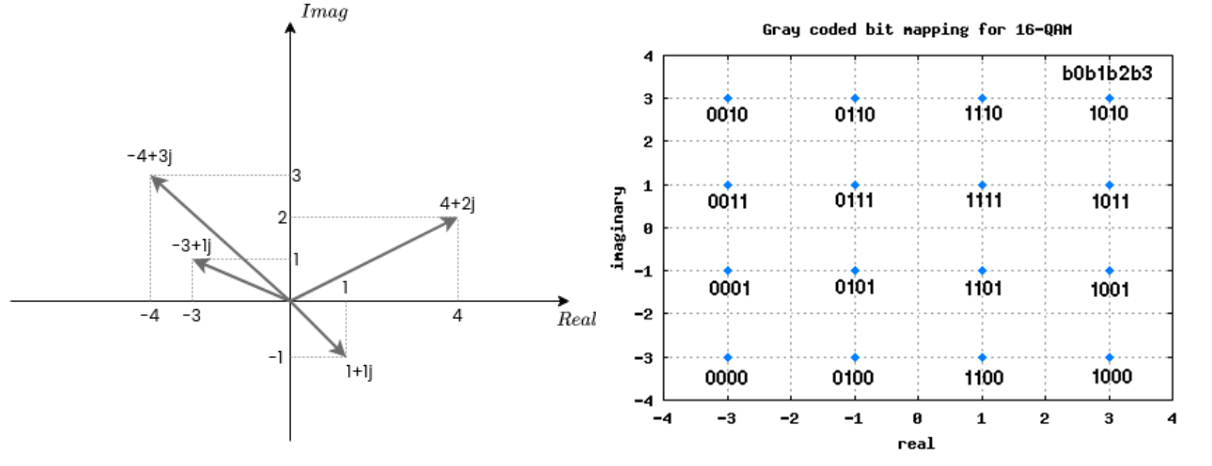 Imag
-4+3j
3
4+2j
2
-3+1j
1
1
-4
-3
4
Real
-1
1+1j
Gray coded bit mapping for 16-QAM
b0b1b2b3
4
3
2
1
0
-1
-2
-3
-4
imaginary
0010 0110 1110 1010
0011 0111 1111 1011
0001 0101 1101 1001
0000 0100 1100 1000
-4 -3 -2 -1 0 1 2 3 4
real